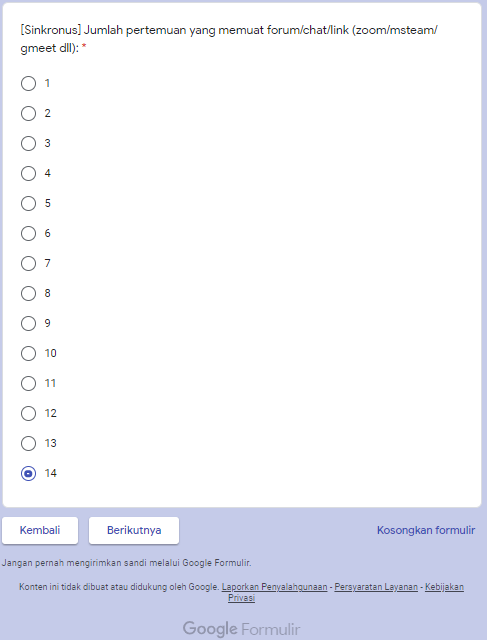 [Sinkronus] Jumlah pertemuan yang memuat forum/chat/link (zoom/msteam/
gmeet dll): *
1
2
3
4
5
6
7
8
9
10
11
12
13
14
Kembali
Berikutnya
Kosongkan formulir
Jangan pernah mengirimkan sandi melalui Google Formulir.
Konten ini tidak dibuat atau didukung oleh Google. Laporkan Penyalahgunaan - Persyaratan Layanan - Kebijakan
Privasi
Google Formulir